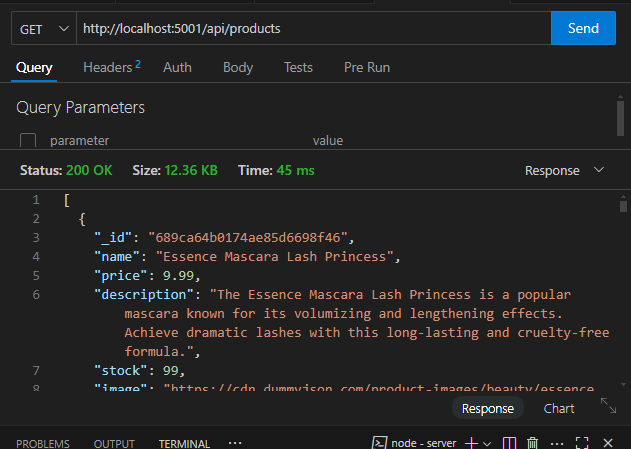 GET http://localhost:5001/api/products Send
Query Headers 2 Auth Body Tests Pre Run
Query Parameters
parameter value
Status: 200 OK Size: 12.36 KB Time: 45 ms Response
1 [
2 {
3 "_id": "689ca64b0174ae85d6698f46",
4 "name": "Essence Mascara Lash Princess",
5 "price": 9.99,
6 "description": "The Essence Mascara Lash Princess is a popular
mascara known for its volumizing and lengthening effects.
Achieve dramatic lashes with this long-lasting and cruelty-free
formula.",
7 "stock": 99,
8 "image": "https://cdn.dummyjson.com/product-images/beauty/essence
Response Chart
PROBLEMS OUTPUT TERMINAL ··· node - server